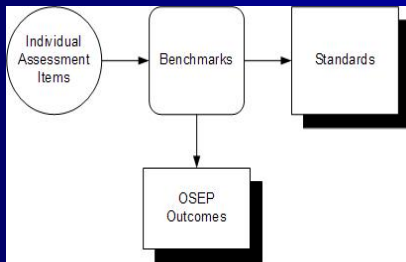 Individual
Assessment
Items
Benchmarks
Standards
OSEP
Outcomes